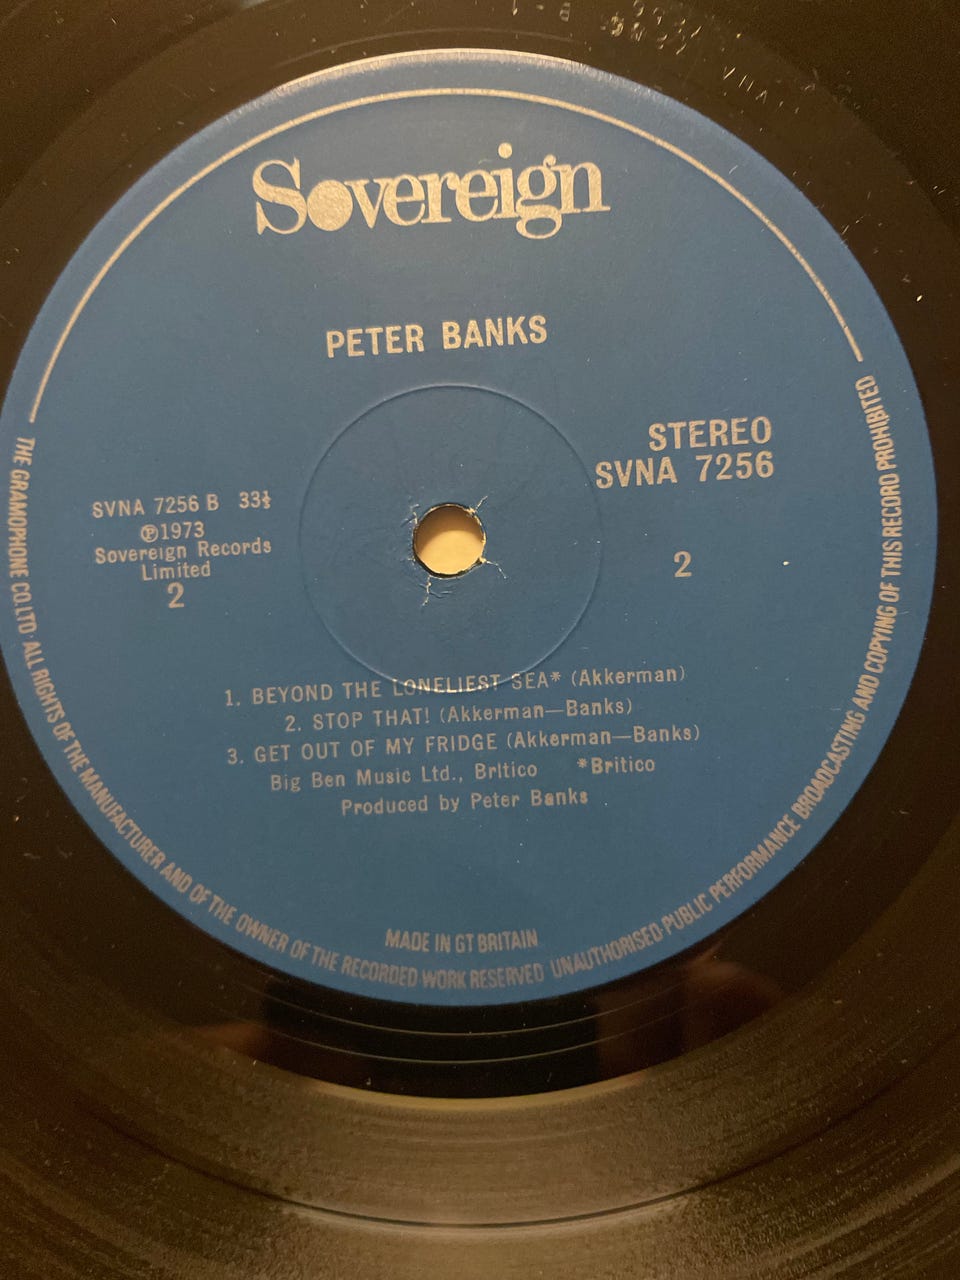 Sovereign
PETER BANKS
STEREO
SVNA 7256
SVNA 7256 B 33⅓
℗1973
Sovereign Records
Limited
2
2
1. BEYOND THE LONELIEST SEA* (Akkerman)
2. STOP THAT! (Akkerman—Banks)
3. GET OUT OF MY FRIDGE (Akkerman—Banks)
Big Ben Music Ltd., Britico *Britico
Produced by Peter Banks
MADE IN GT BRITAIN
THE GRAMOPHONE CO. LTD · ALL RIGHTS OF THE MANUFACTURER AND OF THE OWNER OF THE RECORDED WORK RESERVED UNAUTHORISED PUBLIC PERFORMANCE BROADCASTING AND COPYING OF THIS RECORD PROHIBITED